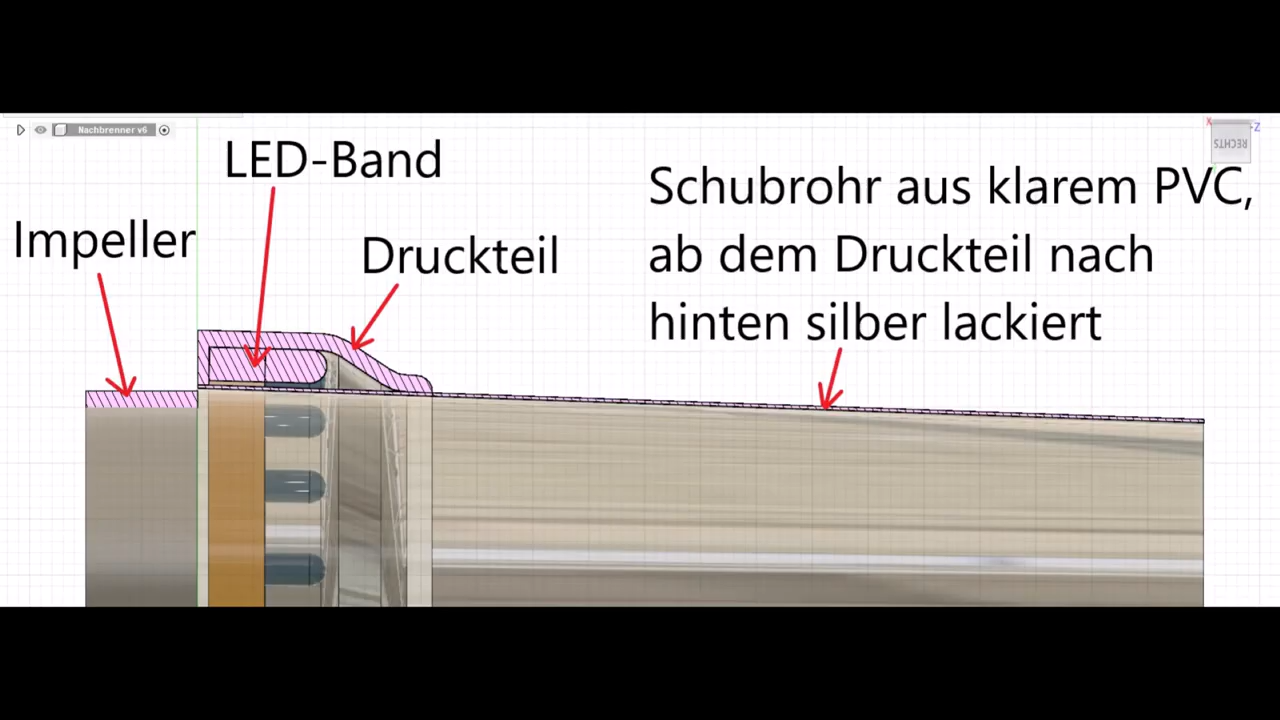 Nachbrenner v6
X
Z
RECHTS
LED-Band
Impeller
Druckteil
Schubrohr aus klarem PVC,
ab dem Druckteil nach
hinten silber lackiert